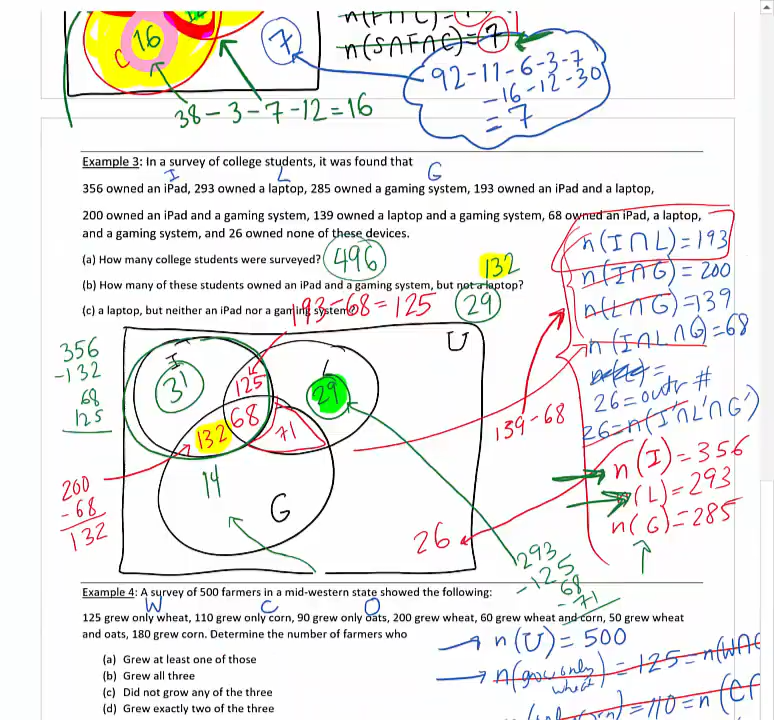 16
C
7
n(S∩F∩C)=7
92-11-6-3-7
-16-12-30
= 7
38-3-7-12=16
Example 3: In a survey of college students, it was found that
I L G
356 owned an iPad, 293 owned a laptop, 285 owned a gaming system, 193 owned an iPad and a laptop,
200 owned an iPad and a gaming system, 139 owned a laptop and a gaming system, 68 owned an iPad, a laptop,
and a gaming system, and 26 owned none of these devices.
(a) How many college students were surveyed? 496
132
(b) How many of these students owned an iPad and a gaming system, but not a laptop?
(c) a laptop, but neither an iPad nor a gaming system? 29
193-68=125
n(I∩L)=193
n(I∩G)=200
n(L∩G)=139
n(I∩L∩G)=68
26=outr #
26=n(I'∩L'∩G')
n(I)=356
n(L)=293
n(G)=285
U
356
-132
68
125
I
31
125
L
29
68
132
71
14
G
139-68
200
-68
132
26
293
-125
68
-71
Example 4: A survey of 500 farmers in a mid-western state showed the following:
W C O
125 grew only wheat, 110 grew only corn, 90 grew only oats, 200 grew wheat, 60 grew wheat and corn, 50 grew wheat
and oats, 180 grew corn. Determine the number of farmers who
n(U)=500
(a) Grew at least one of those
(b) Grew all three
(c) Did not grow any of the three
(d) Grew exactly two of the three
n(grow only wheat)=125=n(W∩
=110=n(C∩